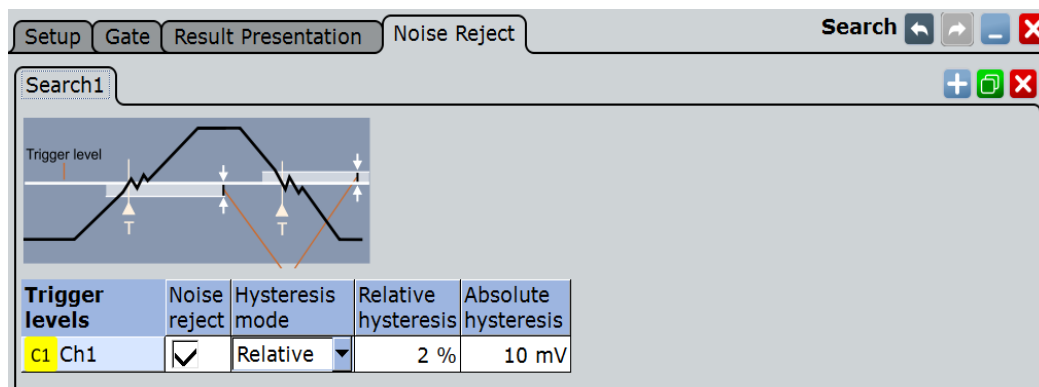 Setup Gate Result Presentation Noise Reject Search
Search1
Trigger level
T T
Trigger levels Noise reject Hysteresis mode Relative hysteresis Absolute hysteresis
C1 Ch1 Relative 2 % 10 mV